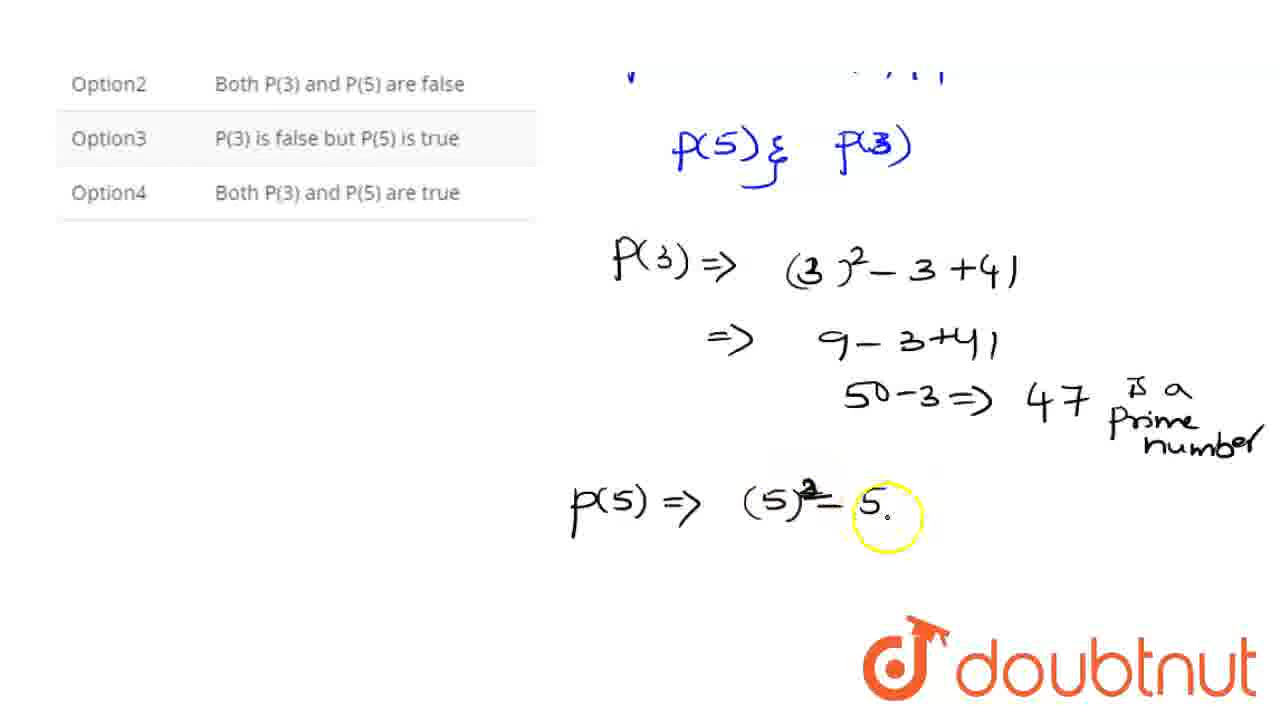 Option2 Both P(3) and P(5) are false
Option3 P(3) is false but P(5) is true
Option4 Both P(3) and P(5) are true
P(5) } P(3)
P(3) => (3)² - 3 + 41
=> 9 - 3 + 41
50 - 3 => 47 is a
prime
number
p(5) => (5)² - 5
doubtnut